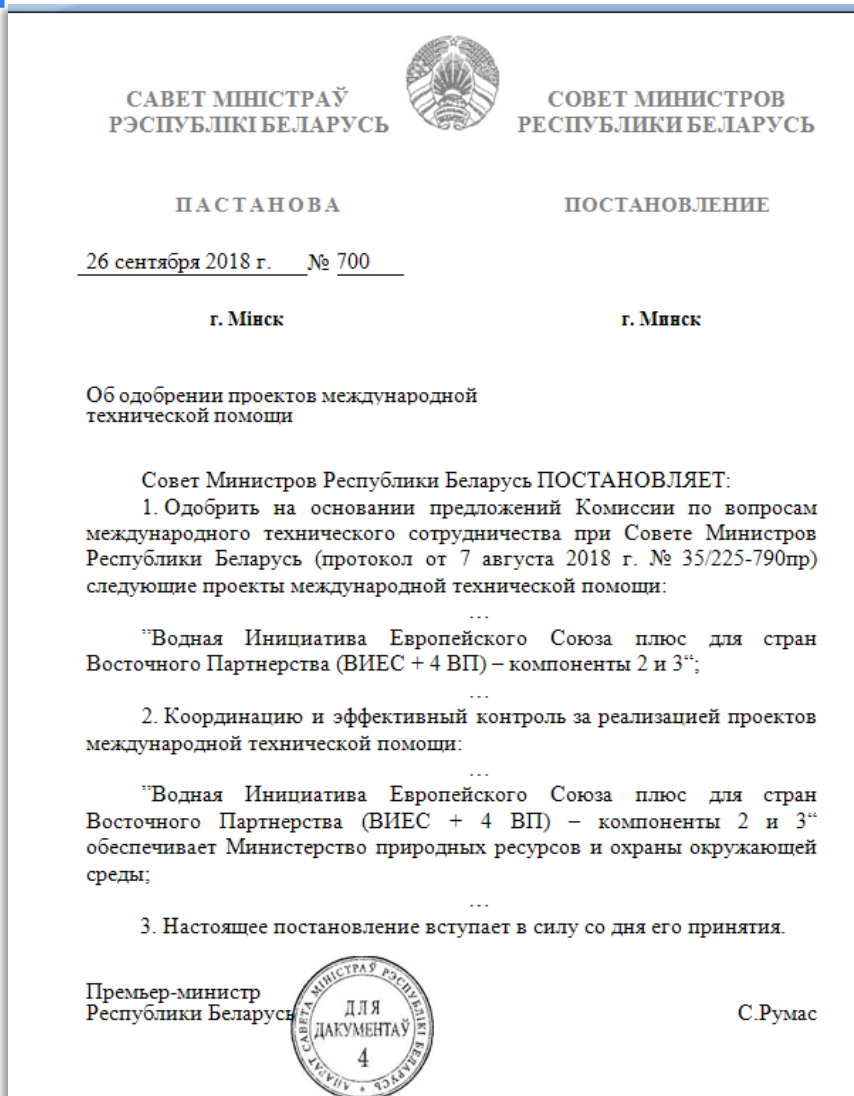 САВЕТ МІНІСТРАЎ
РЭСПУБЛІКІ БЕЛАРУСЬ
СОВЕТ МИНИСТРОВ
РЕСПУБЛИКИ БЕЛАРУСЬ
ПАСТАНОВА
ПОСТАНОВЛЕНИЕ
26 сентября 2018 г. № 700
г. Мінск
г. Минск
Об одобрении проектов международной
технической помощи
Совет Министров Республики Беларусь ПОСТАНОВЛЯЕТ:
1. Одобрить на основании предложений Комиссии по вопросам
международного технического сотрудничества при Совете Министров
Республики Беларусь (протокол от 7 августа 2018 г. № 35/225-790пр)
следующие проекты международной технической помощи:
…
"Водная Инициатива Европейского Союза плюс для стран
Восточного Партнерства (ВИЕС + 4 ВП) – компоненты 2 и 3“;
…
2. Координацию и эффективный контроль за реализацией проектов
международной технической помощи:
…
"Водная Инициатива Европейского Союза плюс для стран
Восточного Партнерства (ВИЕС + 4 ВП) – компоненты 2 и 3“
обеспечивает Министерство природных ресурсов и охраны окружающей
среды;
…
3. Настоящее постановление вступает в силу со дня его принятия.
Премьер-министр
Республики Беларусь
С.Румас
АПАРАТ САВЕТА МІНІСТРАЎ РЭСПУБЛІКІ БЕЛАРУСЬ
ДЛЯ
ДАКУМЕНТАЎ
4